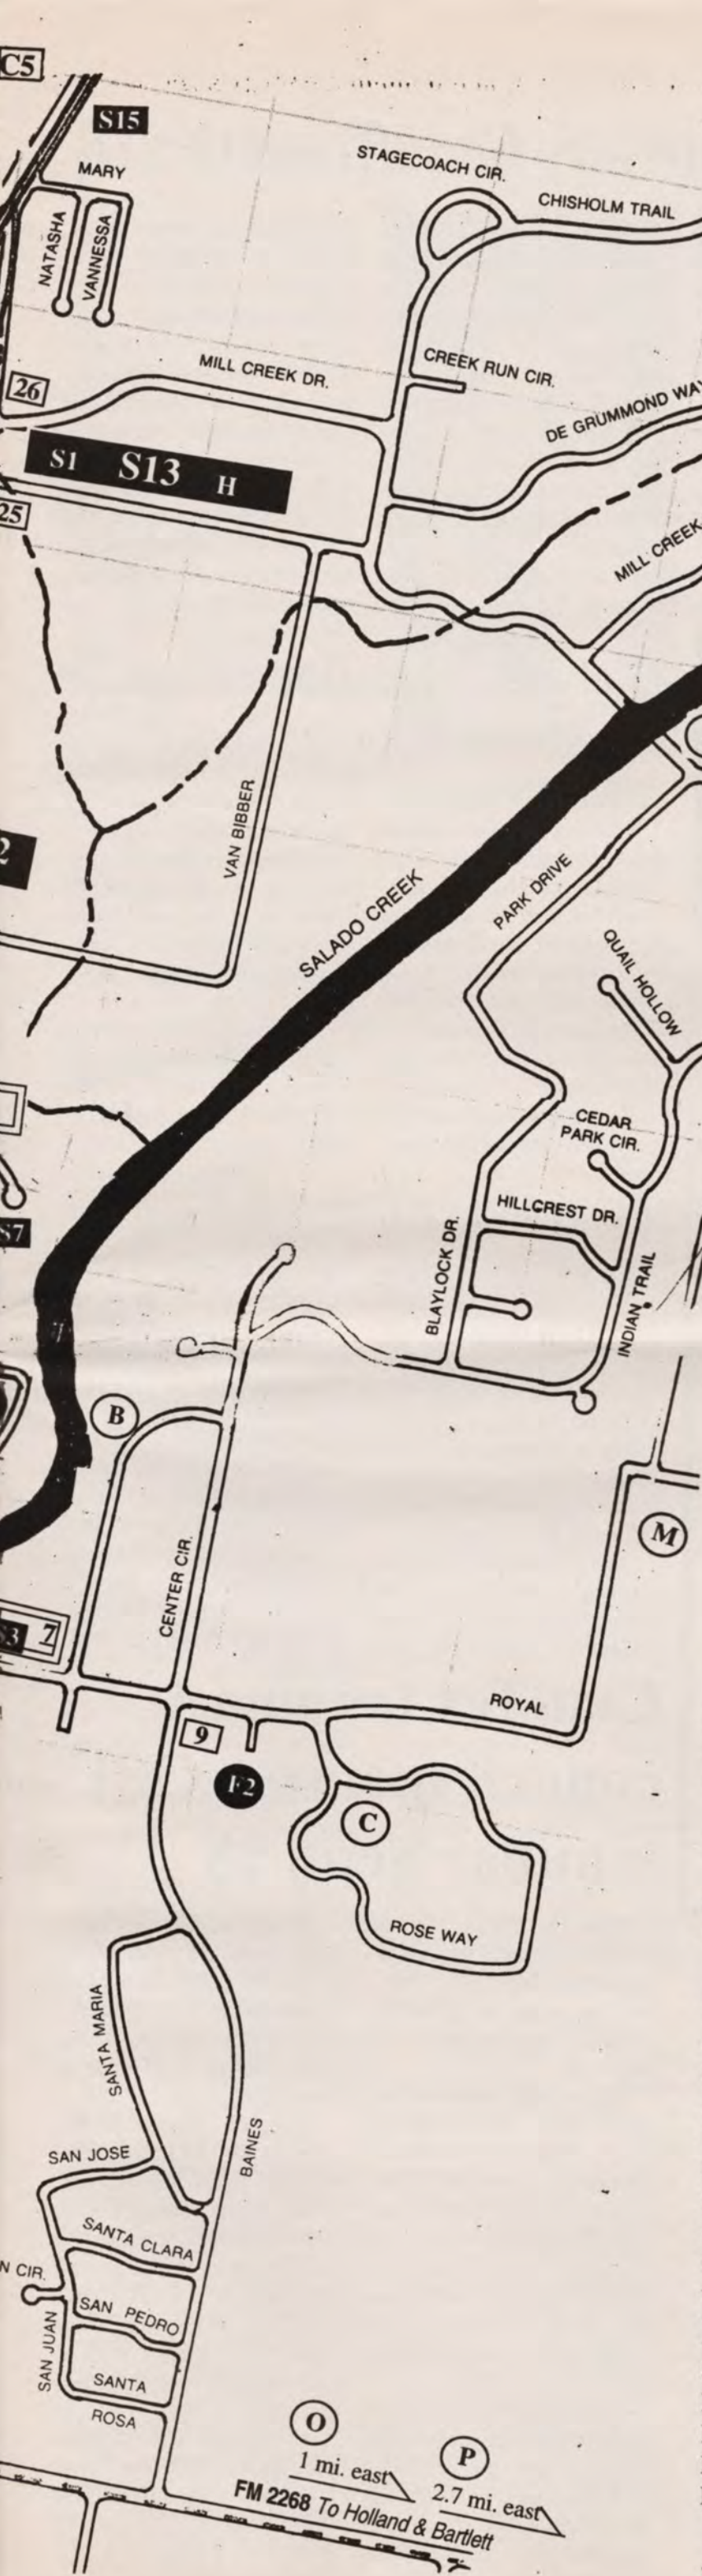 C5
S15
STAGECOACH CIR.
MARY
CHISHOLM TRAIL
NATASHA
VANNESSA
MILL CREEK DR.
CREEK RUN CIR.
26
DE GRUMMOND WAY
S1 S13 H
25
MILL CREEK
VAN BIBBER
2
SALADO CREEK
PARK DRIVE
QUAIL HOLLOW
CEDAR
PARK CIR.
HILLCREST DR.
S7
BLAYLOCK DR.
INDIAN TRAIL
B
M
CENTER CIR.
S3 7
ROYAL
9
F2
C
ROSE WAY
SANTA MARIA
BAINES
SAN JOSE
SANTA CLARA
N CIR.
SAN PEDRO
SAN JUAN
SANTA
ROSA
O
1 mi. east
P
2.7 mi. east
FM 2268 To Holland & Bartlett